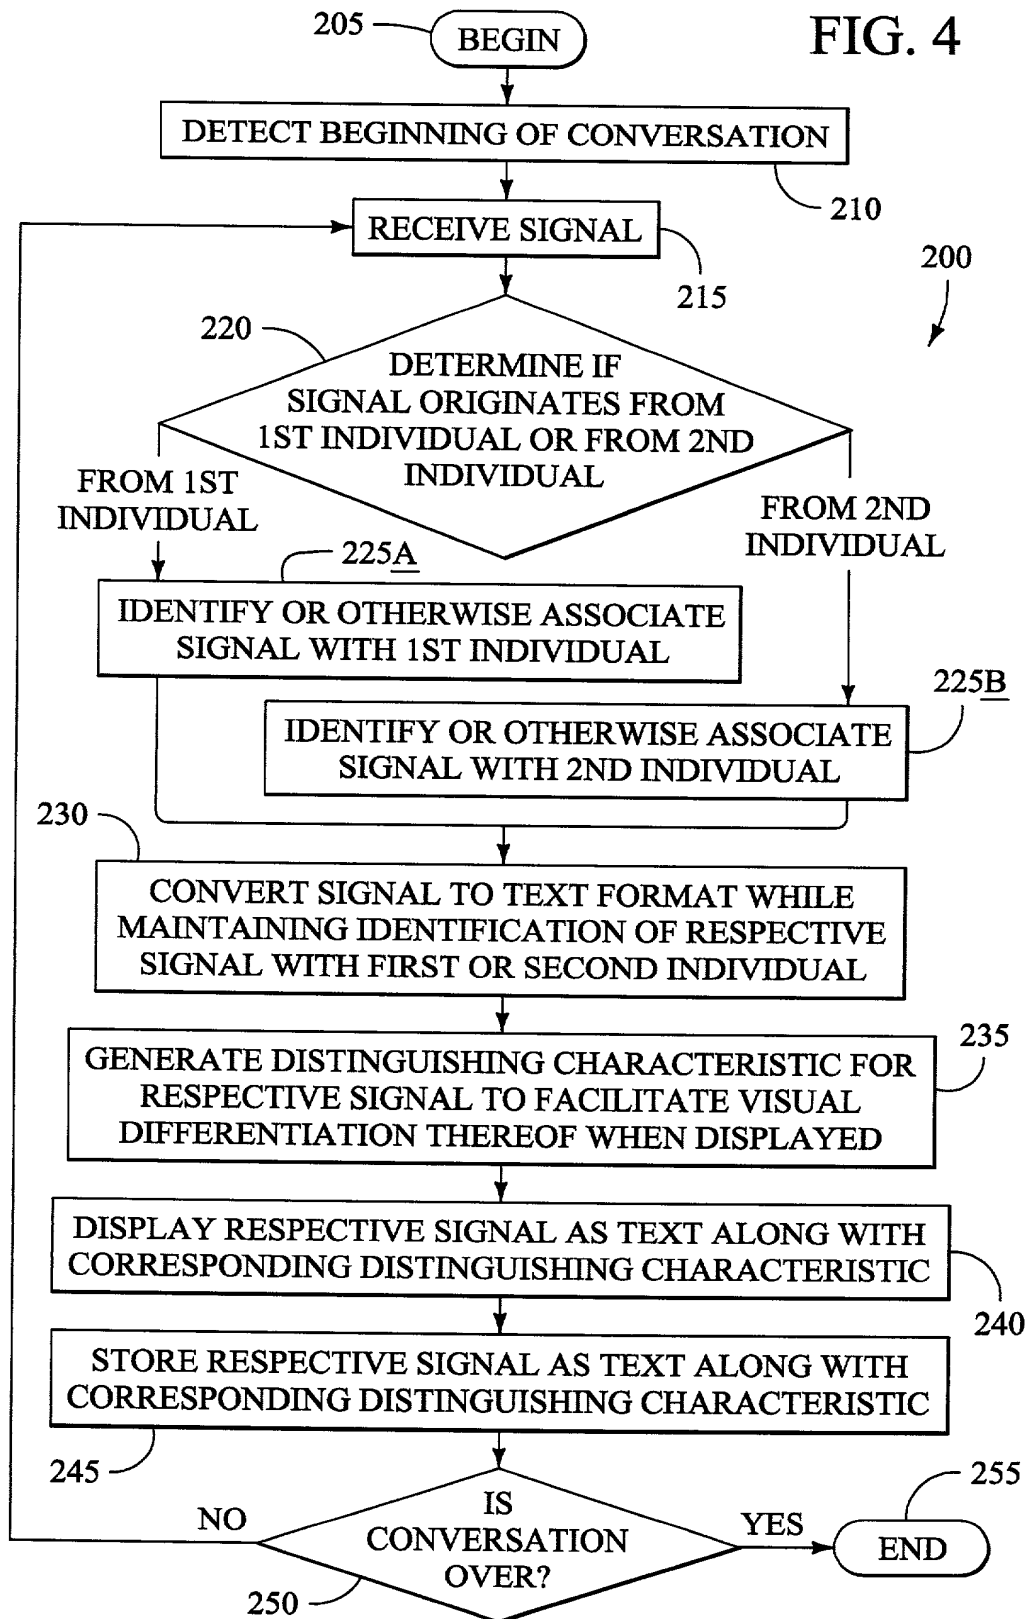 FIG. 4
205
BEGIN
DETECT BEGINNING OF CONVERSATION
210
RECEIVE SIGNAL
215
200
220
DETERMINE IF
SIGNAL ORIGINATES FROM
1ST INDIVIDUAL OR FROM 2ND
INDIVIDUAL
FROM 1ST
INDIVIDUAL
FROM 2ND
INDIVIDUAL
225A
IDENTIFY OR OTHERWISE ASSOCIATE
SIGNAL WITH 1ST INDIVIDUAL
225B
IDENTIFY OR OTHERWISE ASSOCIATE
SIGNAL WITH 2ND INDIVIDUAL
230
CONVERT SIGNAL TO TEXT FORMAT WHILE
MAINTAINING IDENTIFICATION OF RESPECTIVE
SIGNAL WITH FIRST OR SECOND INDIVIDUAL
235
GENERATE DISTINGUISHING CHARACTERISTIC FOR
RESPECTIVE SIGNAL TO FACILITATE VISUAL
DIFFERENTIATION THEREOF WHEN DISPLAYED
DISPLAY RESPECTIVE SIGNAL AS TEXT ALONG WITH
CORRESPONDING DISTINGUISHING CHARACTERISTIC
240
STORE RESPECTIVE SIGNAL AS TEXT ALONG WITH
CORRESPONDING DISTINGUISHING CHARACTERISTIC
245
IS
CONVERSATION
OVER?
NO
YES
250
255
END